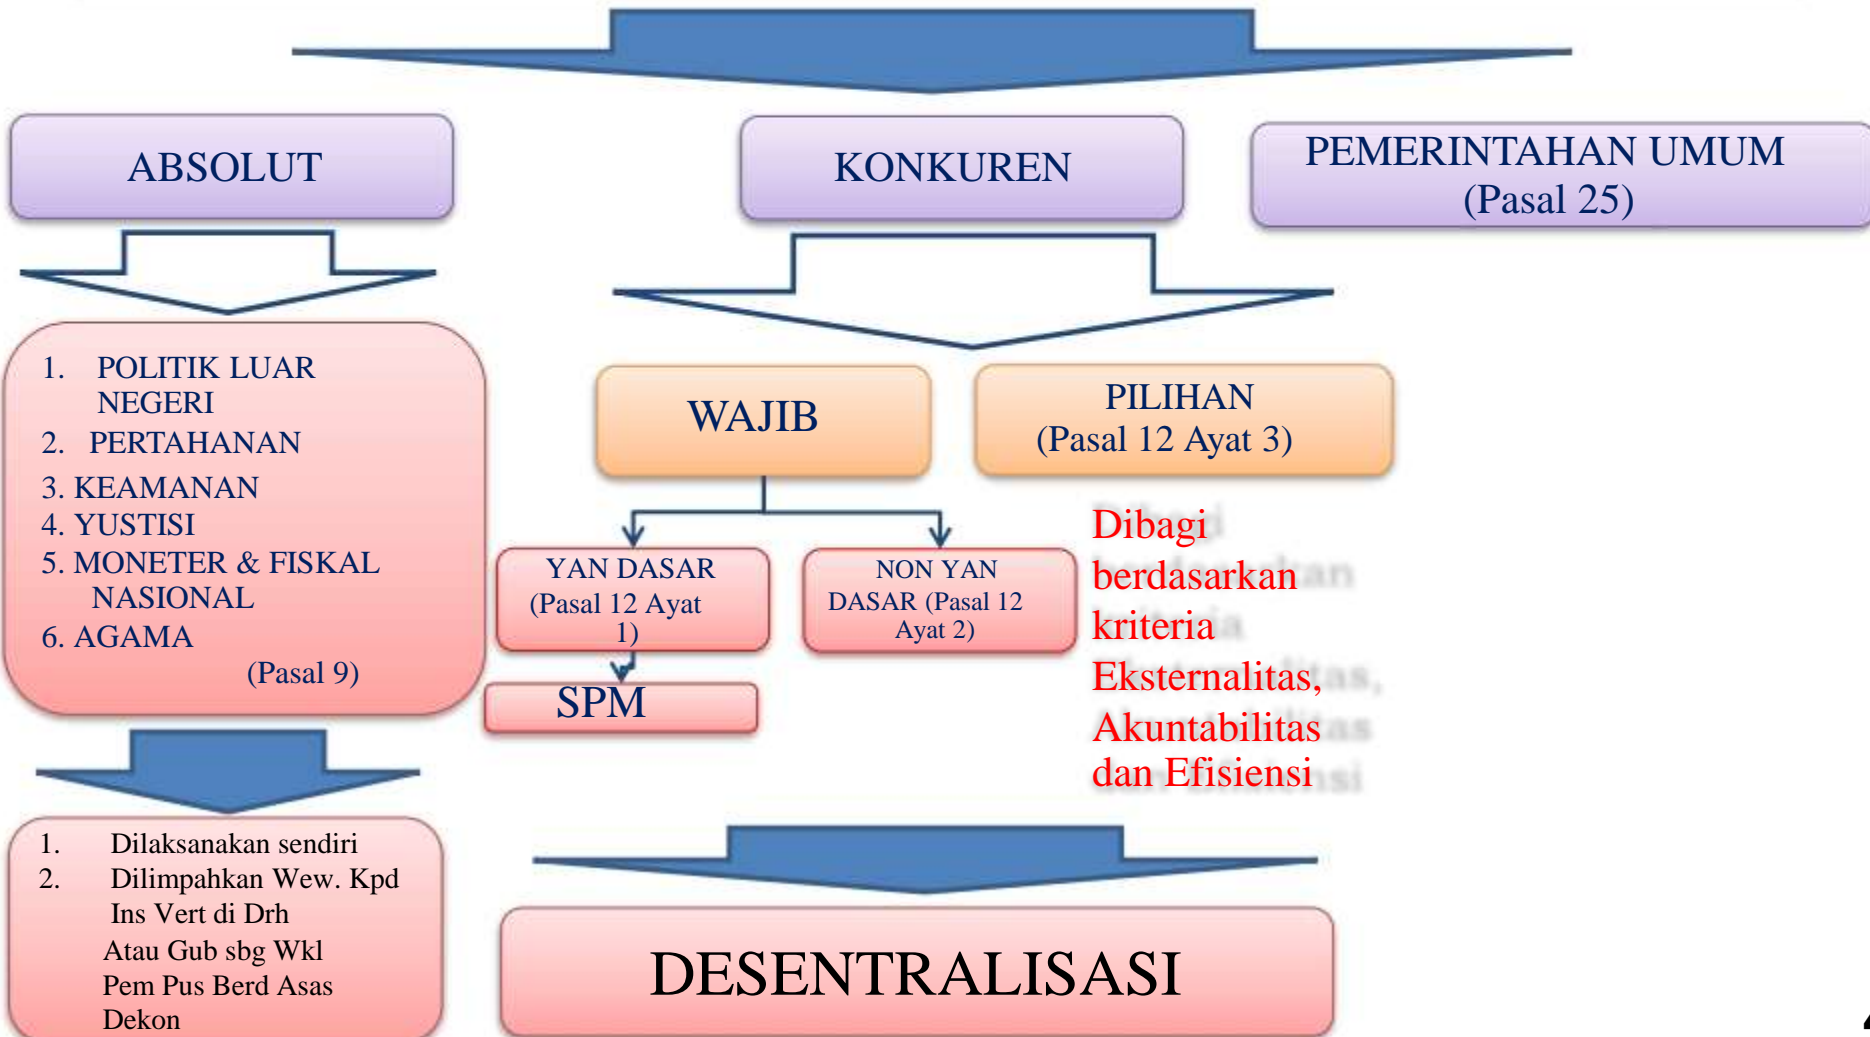 ABSOLUT
KONKUREN
PEMERINTAHAN UMUM
(Pasal 25)
1. POLITIK LUAR
NEGERI
2. PERTAHANAN
3. KEAMANAN
4. YUSTISI
5. MONETER & FISKAL
NASIONAL
6. AGAMA
(Pasal 9)
WAJIB
PILIHAN
(Pasal 12 Ayat 3)
YAN DASAR
(Pasal 12 Ayat
1)
NON YAN
DASAR (Pasal 12
Ayat 2)
SPM
Dibagi
berdasarkan
kriteria
Eksternalitas,
Akuntabilitas
dan Efisiensi
1. Dilaksanakan sendiri
2. Dilimpahkan Wew. Kpd
Ins Vert di Drh
Atau Gub sbg Wkl
Pem Pus Berd Asas
Dekon
DESENTRALISASI